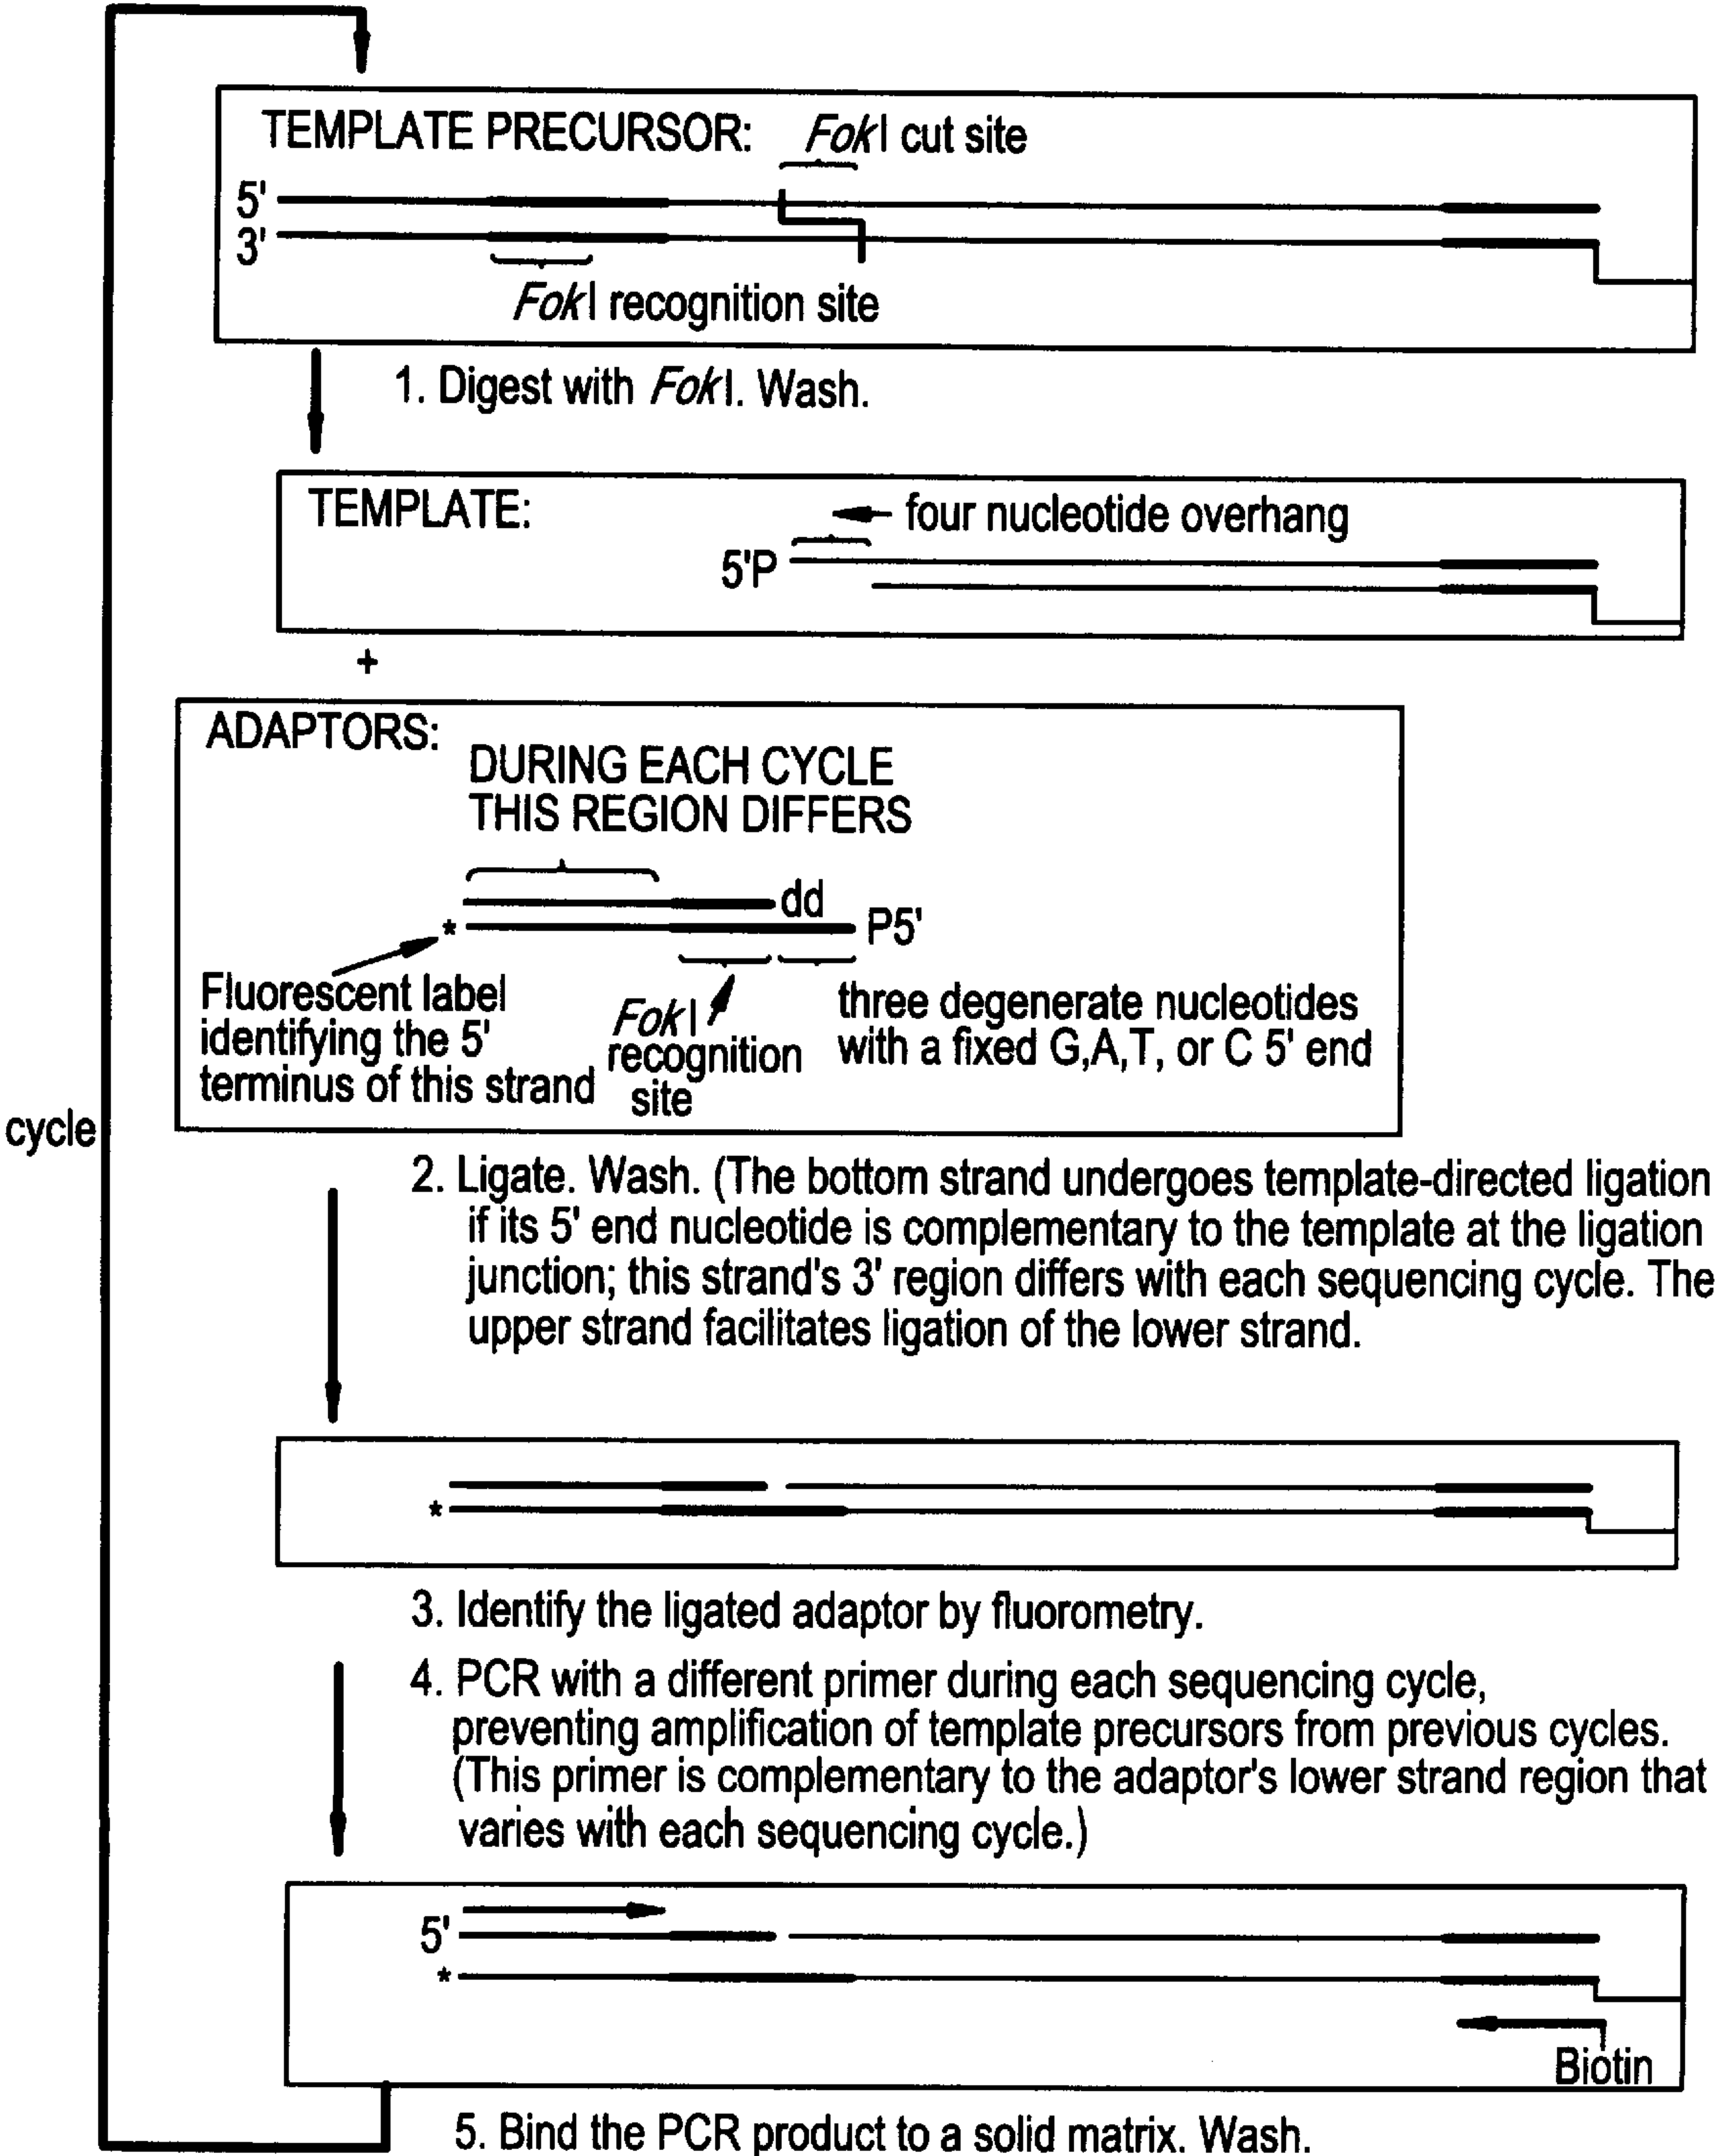 TEMPLATE PRECURSOR: FokI cut site
5'
3'
FokI recognition site
1. Digest with FokI. Wash.
TEMPLATE:
four nucleotide overhang
5'P
+
ADAPTORS:
DURING EACH CYCLE
THIS REGION DIFFERS
dd
* P5'
Fluorescent label
identifying the 5'
terminus of this strand
FokI
recognition
site
three degenerate nucleotides
with a fixed G,A,T, or C 5' end
cycle
2. Ligate. Wash. (The bottom strand undergoes template-directed ligation
if its 5' end nucleotide is complementary to the template at the ligation
junction; this strand's 3' region differs with each sequencing cycle. The
upper strand facilitates ligation of the lower strand.
*
3. Identify the ligated adaptor by fluorometry.
4. PCR with a different primer during each sequencing cycle,
preventing amplification of template precursors from previous cycles.
(This primer is complementary to the adaptor's lower strand region that
varies with each sequencing cycle.)
5'
*
Biotin
5. Bind the PCR product to a solid matrix. Wash.